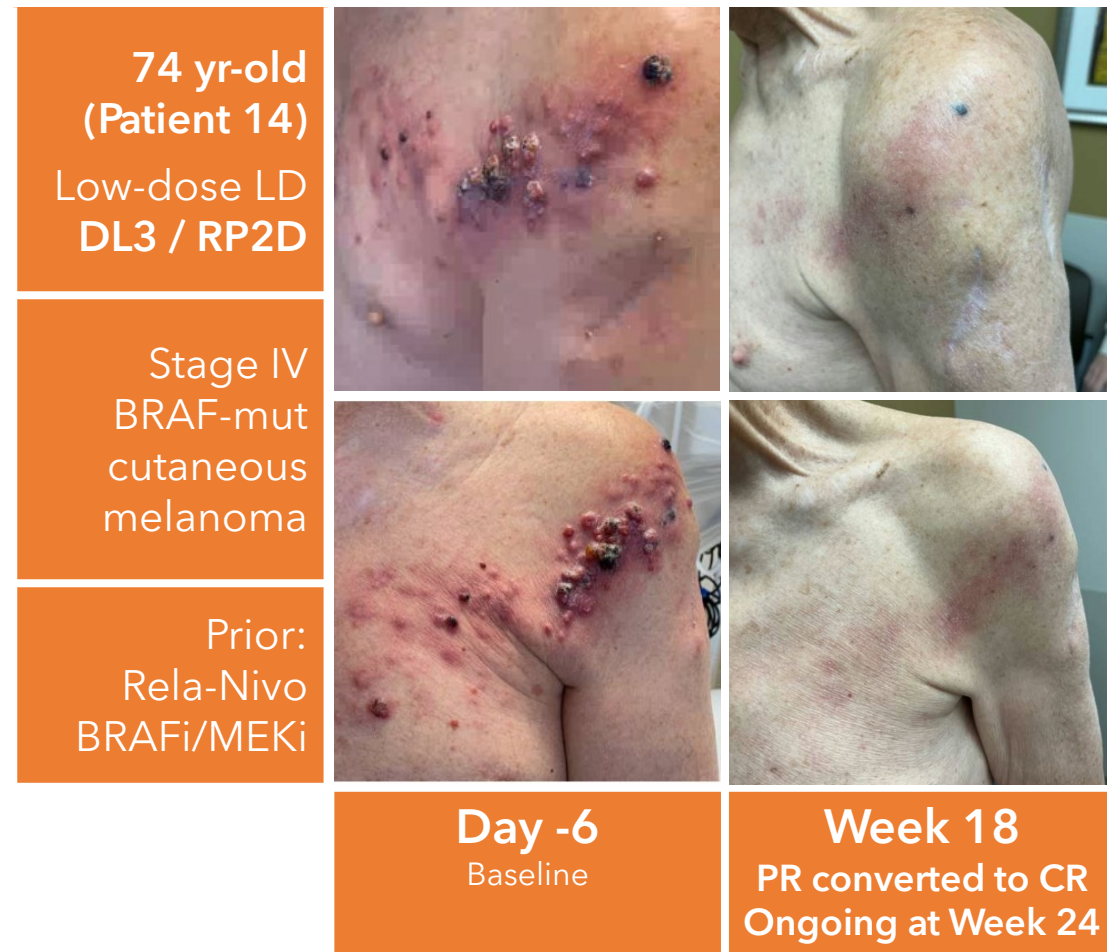 74 yr-old
(Patient 14)
Low-dose LD
DL3 / RP2D
Stage IV
BRAF-mut
cutaneous
melanoma
Prior:
Rela-Nivo
BRAFi/MEKi
Day -6
Baseline
Week 18
PR converted to CR
Ongoing at Week 24